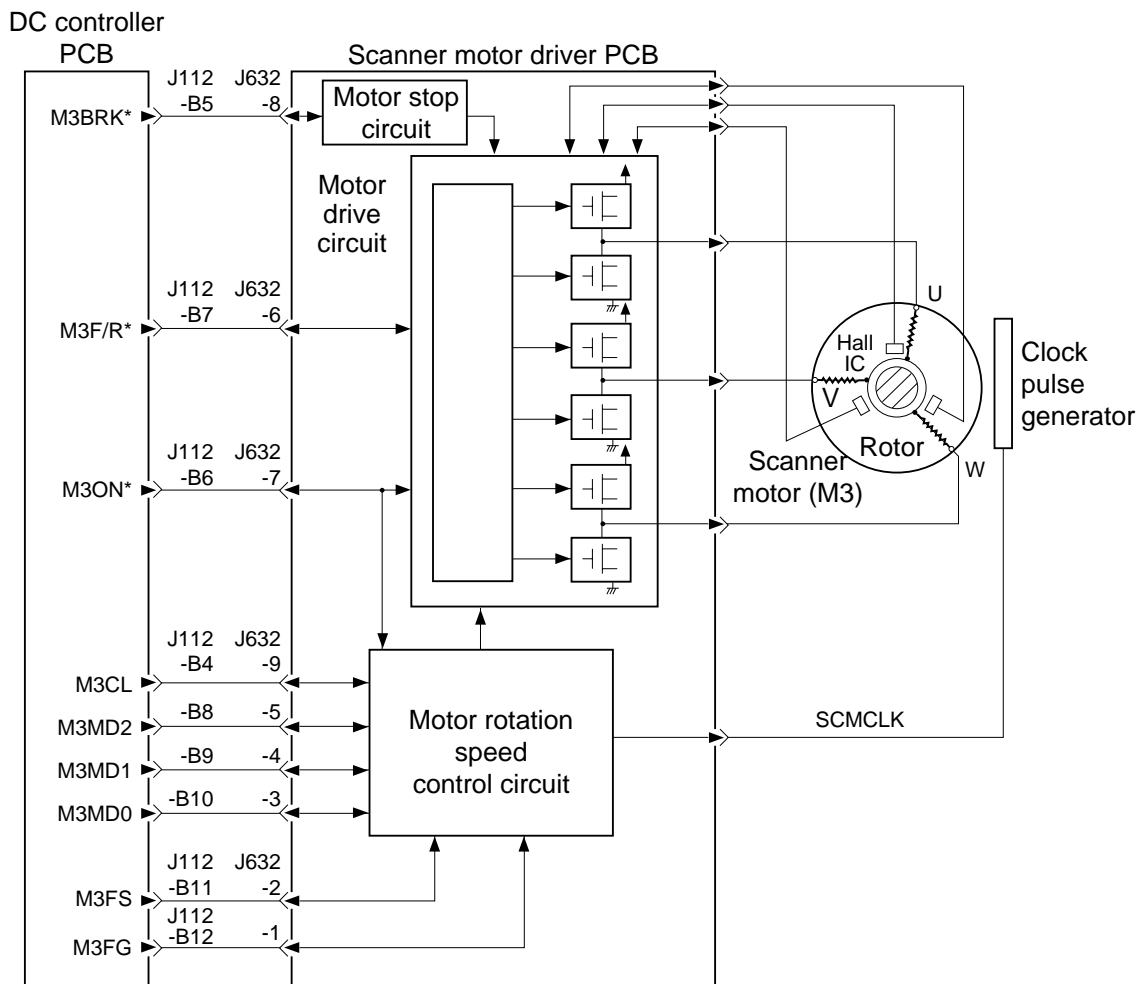 DC controller
PCB
Scanner motor driver PCB
J112 J632
M3BRK* -B5 -8
Motor stop
circuit
Motor
drive
circuit
J112 J632
M3F/R* -B7 -6
U
Hall
IC
V
Rotor
W
Clock
pulse
generator
Scanner
motor (M3)
J112 J632
M3ON* -B6 -7
J112 J632
M3CL -B4 -9
M3MD2 -B8 -5
M3MD1 -B9 -4
M3MD0 -B10 -3
Motor rotation
speed
control circuit
SCMCLK
J112 J632
M3FS -B11 -2
J112
M3FG -B12 -1